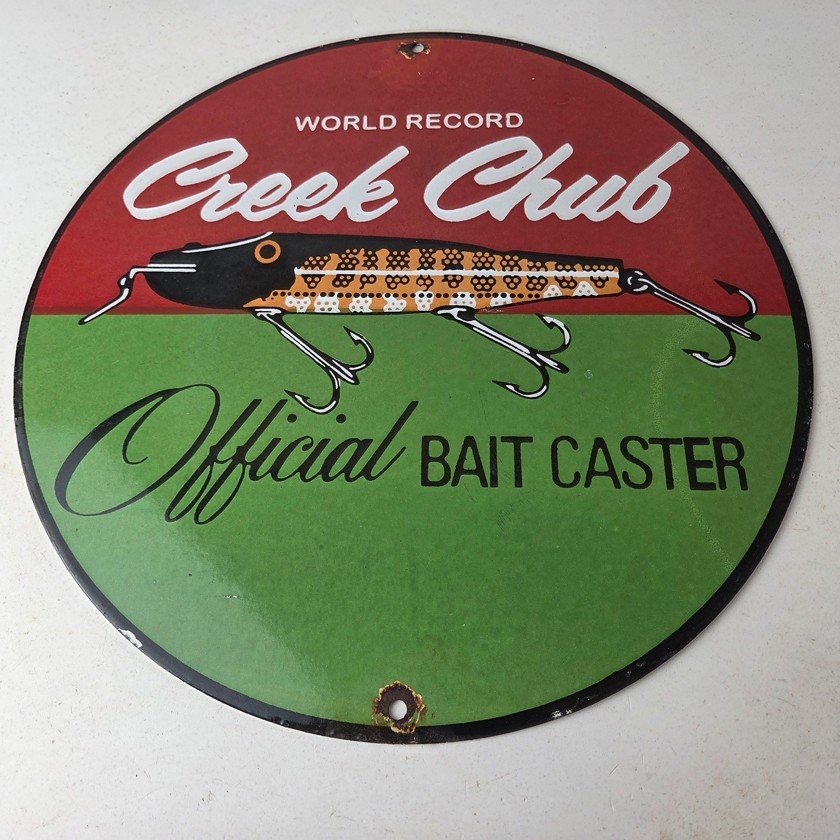 WORLD RECORD
Creek Chub
Official BAIT CASTER